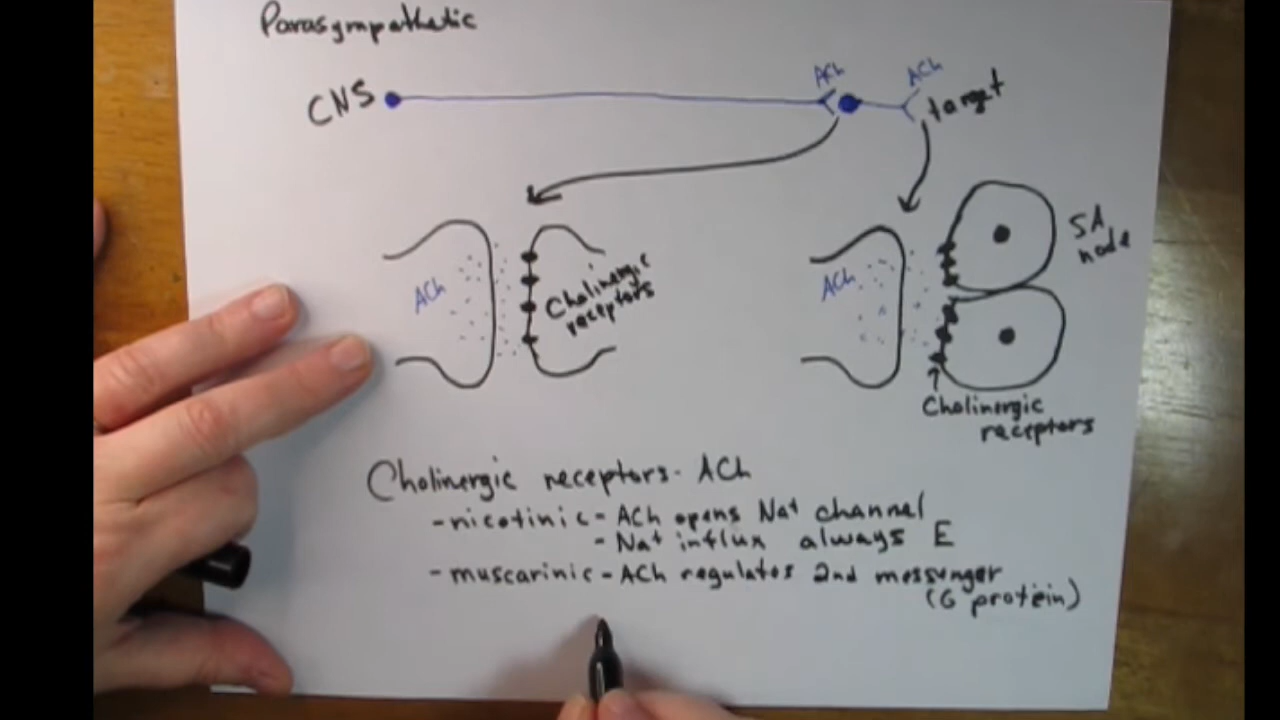 Parasympathetic
CNS
ACh
ACh
target
ACh
Cholinergic
receptors
ACh
SA
node
Cholinergic
receptors
Cholinergic receptors - ACh
- nicotinic - ACh opens Na+ channel
- Na+ influx always E
- muscarinic - ACh regulates 2nd messenger
(G protein)